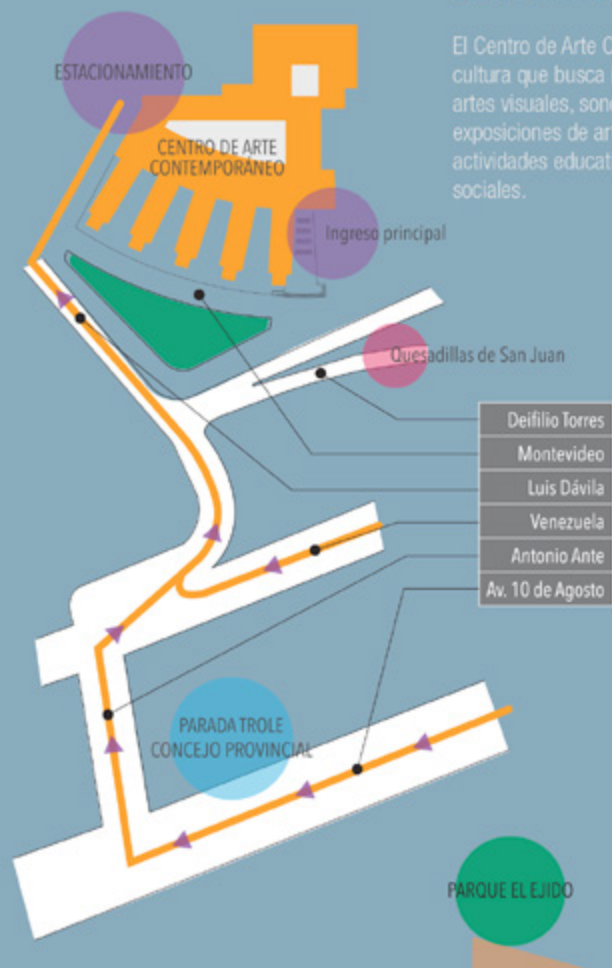 El Centro de Arte C
cultura que busca
artes visuales, son
exposiciones de ar
actividades educat
sociales.
ESTACIONAMIENTO
CENTRO DE ARTE
CONTEMPORÁNEO
Ingreso principal
Quesadillas de San Juan
Deifilio Torres
Montevideo
Luis Dávila
Venezuela
Antonio Ante
Av. 10 de Agosto
PARADA TROLE
CONCEJO PROVINCIAL
PARQUE EL EJIDO